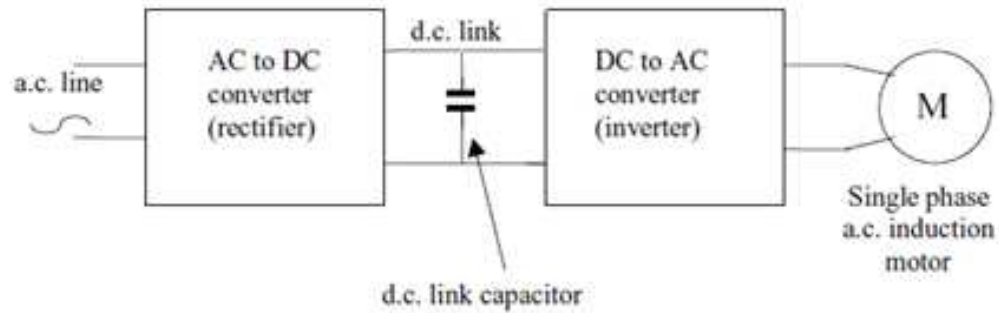 a.c. line
AC to DC
converter
(rectifier)
d.c. link
d.c. link capacitor
DC to AC
converter
(inverter)
M
Single phase
a.c. induction
motor